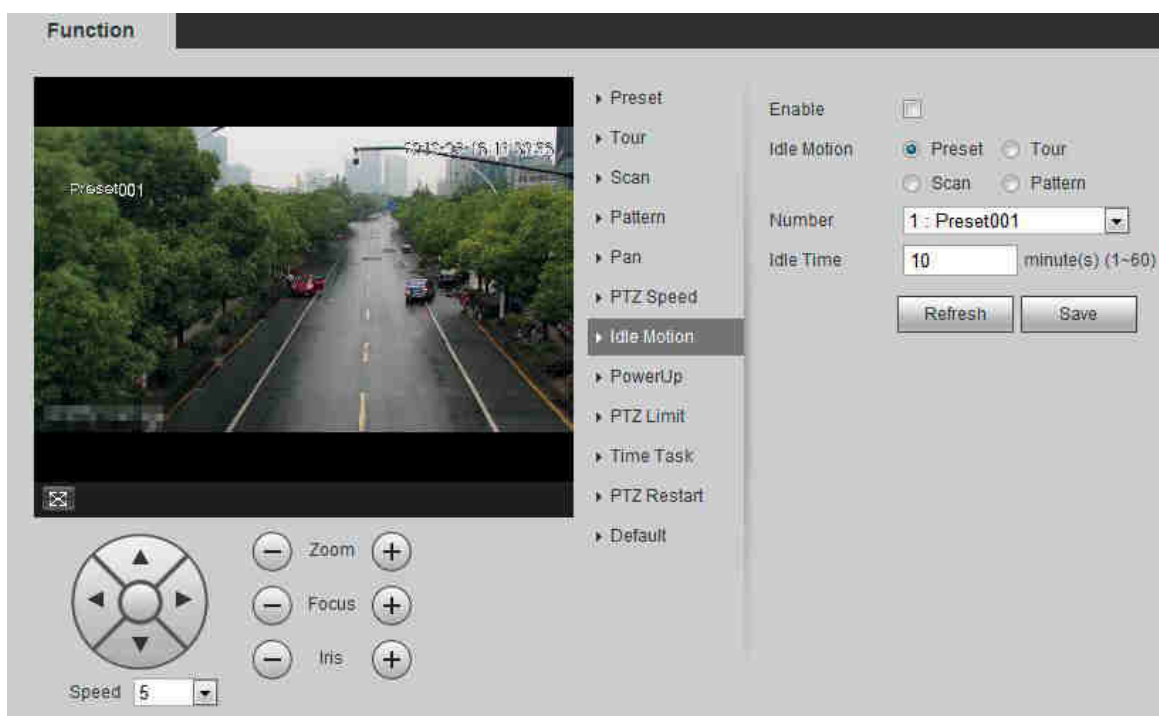 Function
Preset001
Preset
Tour
Scan
Pattern
Pan
PTZ Speed
Idle Motion
PowerUp
PTZ Limit
Time Task
PTZ Restart
Default
Enable
Idle Motion Preset Tour
Scan Pattern
Number 1 : Preset001
Idle Time 10 minute(s) (1~60)
Refresh Save
Zoom
Focus
Iris
Speed 5